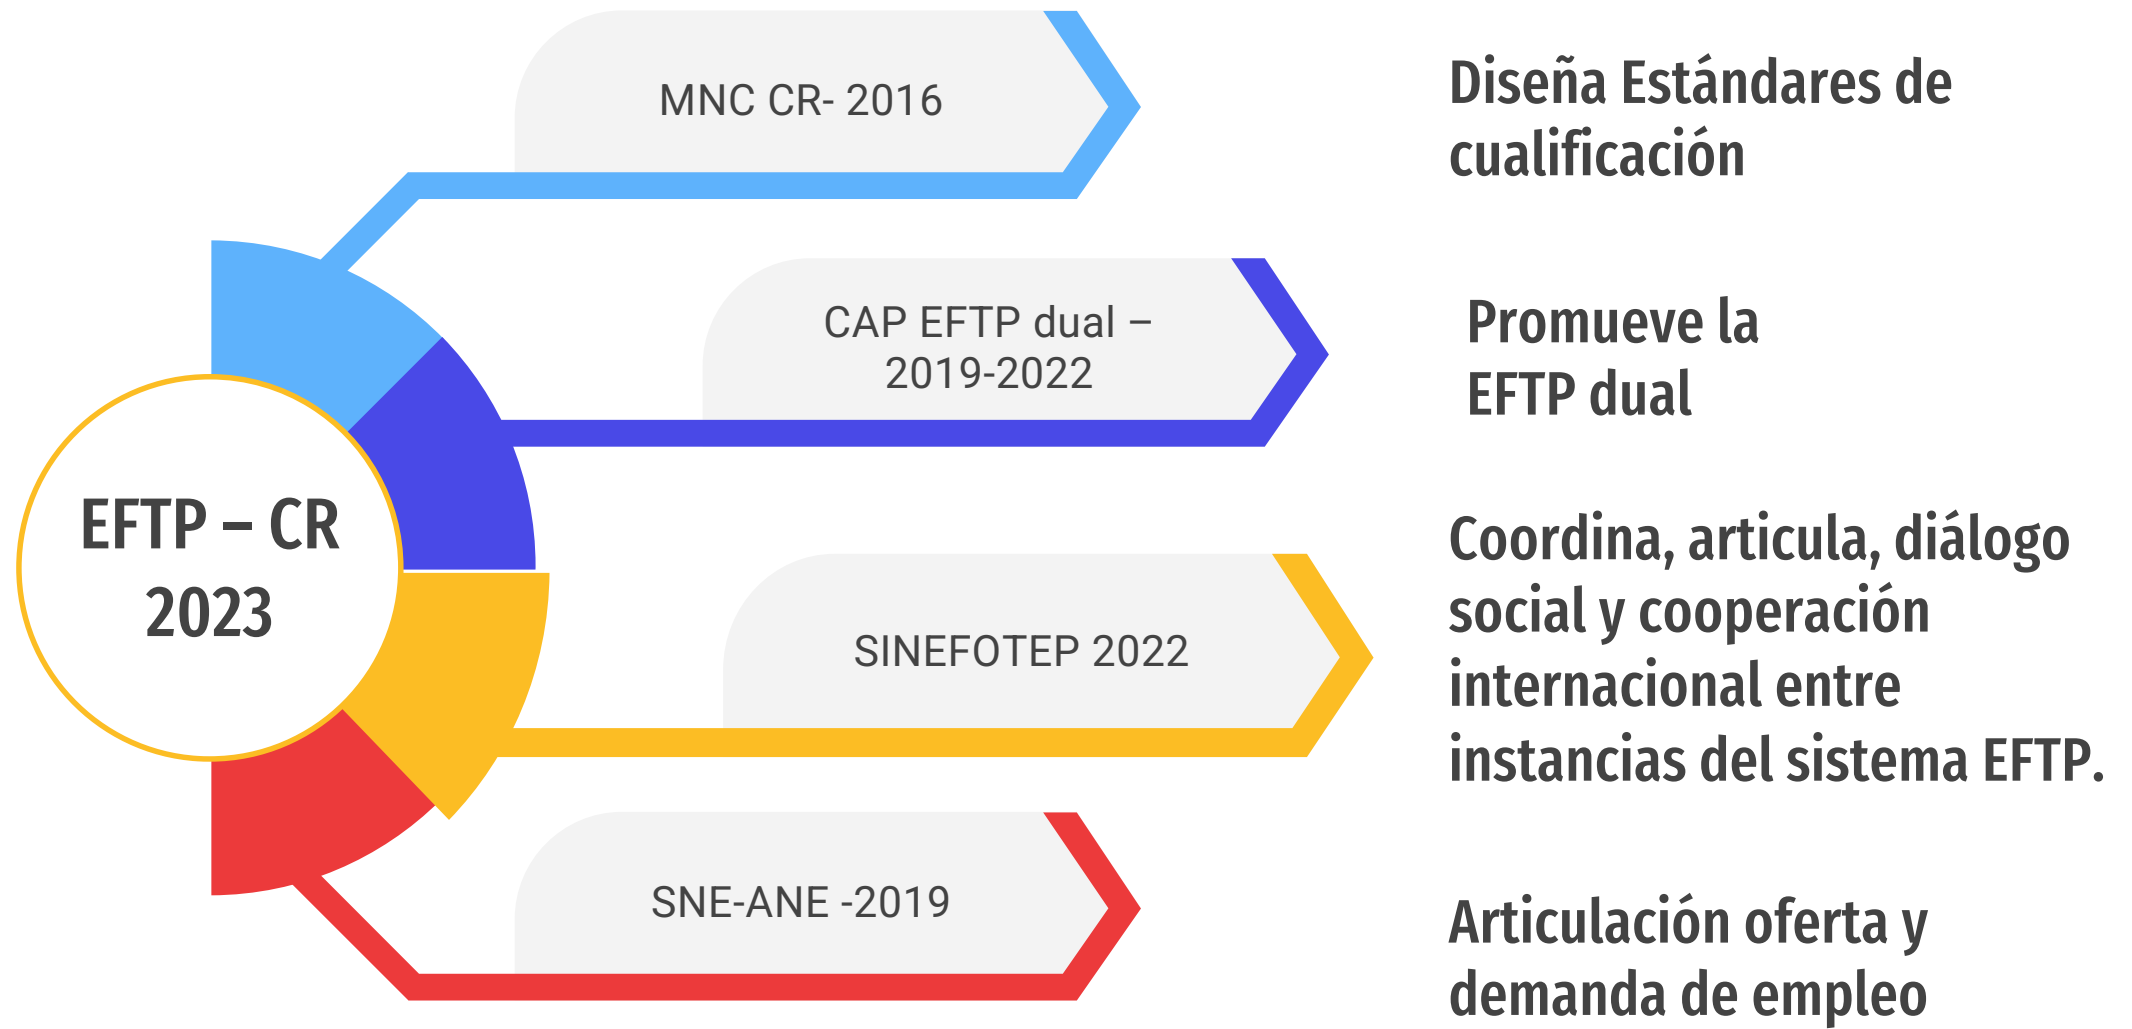 EFTP – CR
2023
MNC CR- 2016
Diseña Estándares de
cualificación
CAP EFTP dual –
2019-2022
Promueve la
EFTP dual
SINEFOTEP 2022
Coordina, articula, diálogo
social y cooperación
internacional entre
instancias del sistema EFTP.
SNE-ANE -2019
Articulación oferta y
demanda de empleo